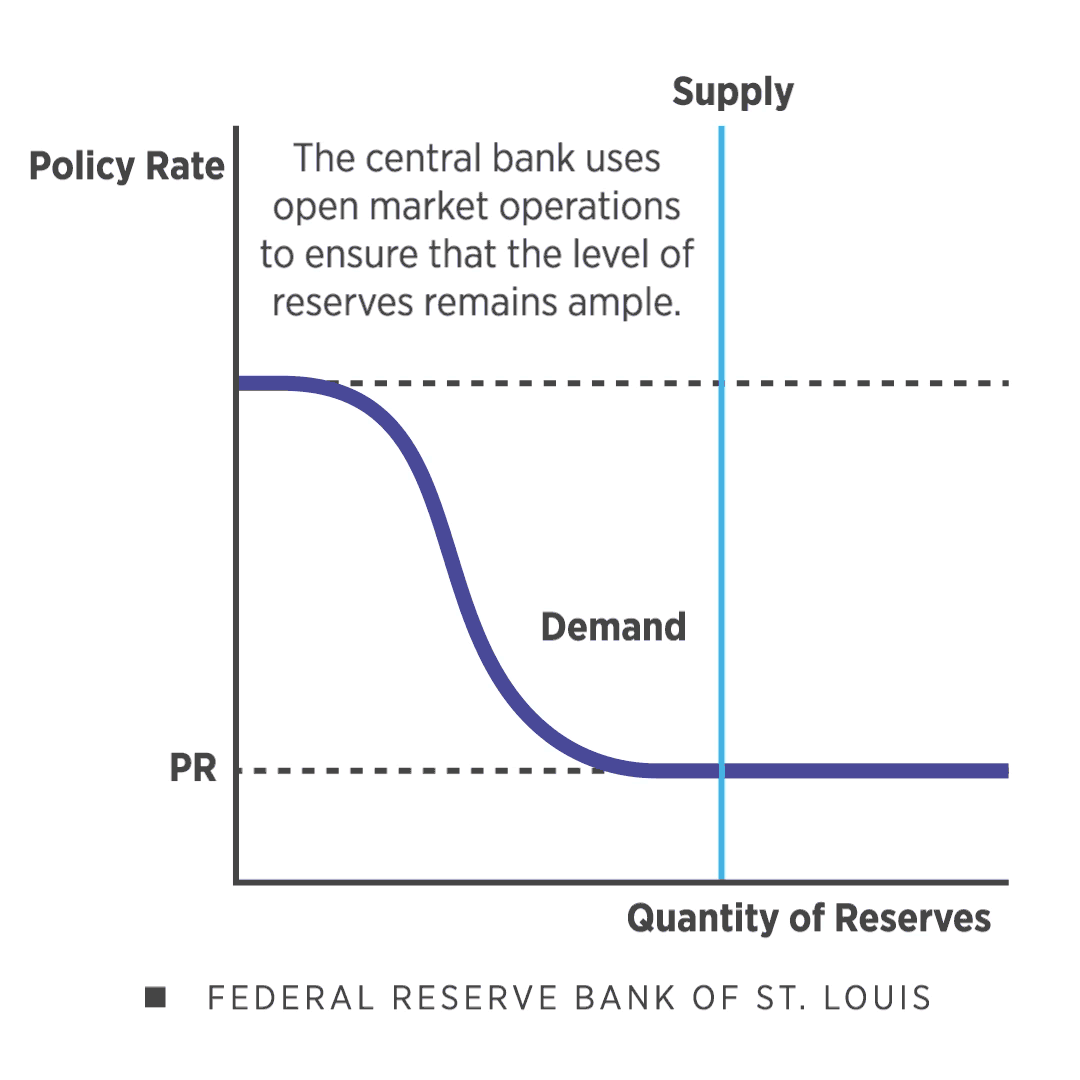 Supply
Policy Rate
The central bank uses
open market operations
to ensure that the level of
reserves remains ample.
Demand
PR
Quantity of Reserves
FEDERAL RESERVE BANK OF ST. LOUIS